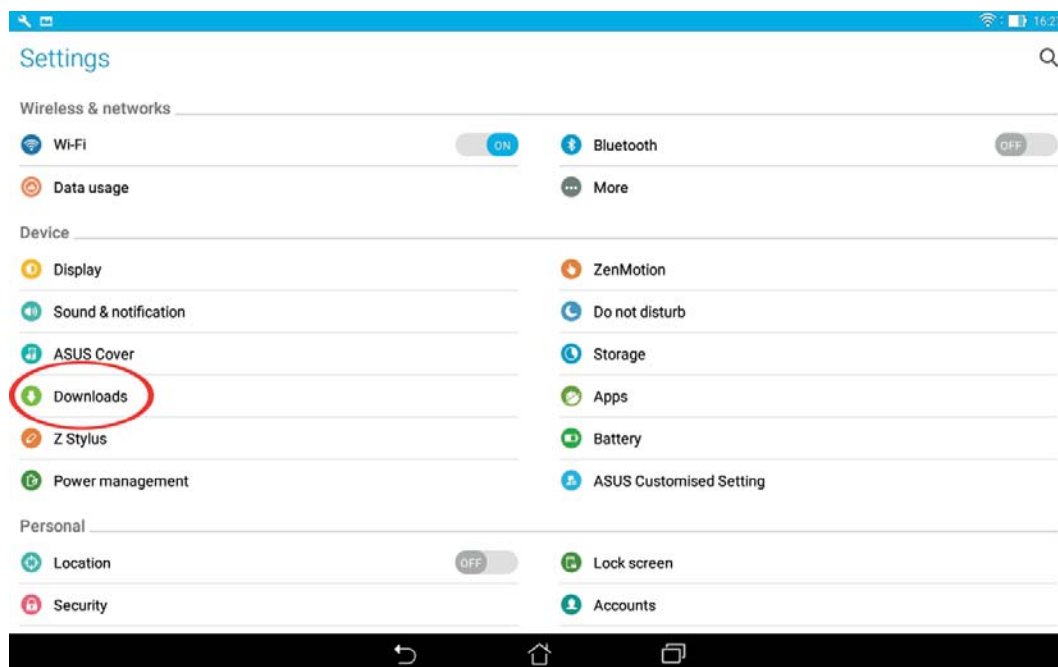 16:2
Settings
Wireless & networks
Wi-Fi ON Bluetooth OFF
Data usage More
Device
Display ZenMotion
Sound & notification Do not disturb
ASUS Cover Storage
Downloads Apps
Z Stylus Battery
Power management ASUS Customised Setting
Personal
Location OFF Lock screen
Security Accounts